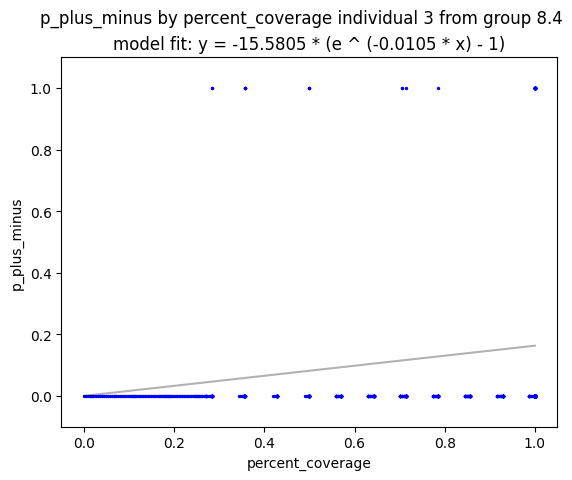 p_plus_minus by percent_coverage individual 3 from group 8.4
model fit: y = -15.5805 * (e ^ (-0.0105 * x) - 1)
1.0
0.8
0.6
0.4
0.2
0.0
p_plus_minus
0.0 0.2 0.4 0.6 0.8 1.0
percent_coverage